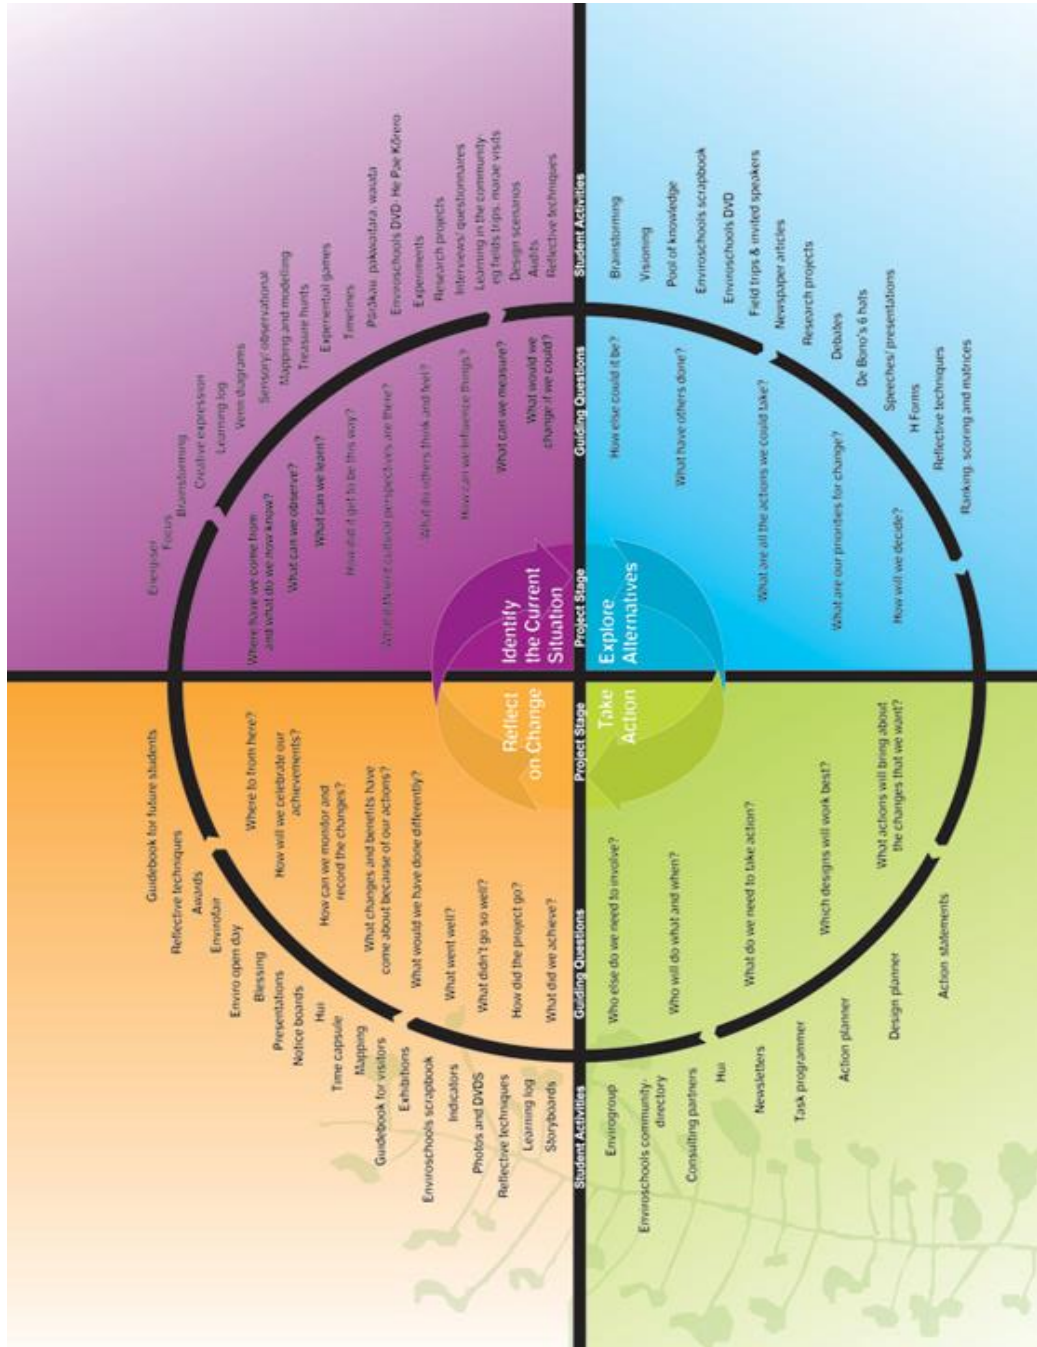 Energiser
Focus
Brainstorming
Creative expression
Learning log
Venn diagrams
Sensory/ observational
Mapping and modelling
Treasure hunts
Experiential games
Timelines
Pūrākau, pakiwaitara, waiata
Enviroschools DVD- He Pae Kōrero
Experiments
Research projects
Interviews/ questionnaires
Learning in the community-
eg fields trips, marae visits
Design scenarios
Audits
Reflective techniques
Where have we come from
and what do we now know?
What can we observe?
What can we learn?
How did it get to be this way?
What different cultural perspectives are there?
What do others think and feel?
How can we influence things?
What can we measure?
What would we
change if we could?
Identify
the Current
Situation
Project Stage
Guiding Questions
Student Activities
Explore
Alternatives
How else could it be?
What have others done?
What are all the actions we could take?
What are our priorities for change?
How will we decide?
Brainstorming
Visioning
Pool of knowledge
Enviroschools scrapbook
Enviroschools DVD
Field trips & invited speakers
Newspaper articles
Research projects
Debates
De Bono's 6 hats
Speeches/ presentations
H Forms
Reflective techniques
Ranking, scoring and matrices
Take
Action
Who else do we need to involve?
Who will do what and when?
What do we need to take action?
Which designs will work best?
What actions will bring about
the changes that we want?
Envirogroup
Enviroschools community-
directory
Consulting partners
Hui
Newsletters
Task programmer
Action planner
Design planner
Action statements
Student Activities
Guiding Questions
Project Stage
Reflect
on Change
Where to from here?
How will we celebrate our
achievements?
How can we monitor and
record the changes?
What changes and benefits have
come about because of our actions?
What would we have done differently?
What went well?
What didn't go so well?
How did the project go?
What did we achieve?
Guidebook for future students
Reflective techniques
Awards
Envirofair
Enviro open day
Blessing
Presentations
Notice boards
Hui
Time capsule
Mapping
Guidebook for visitors
Exhibitions
Enviroschools scrapbook
Indicators
Photos and DVDS
Reflective techniques
Learning log
Storyboards